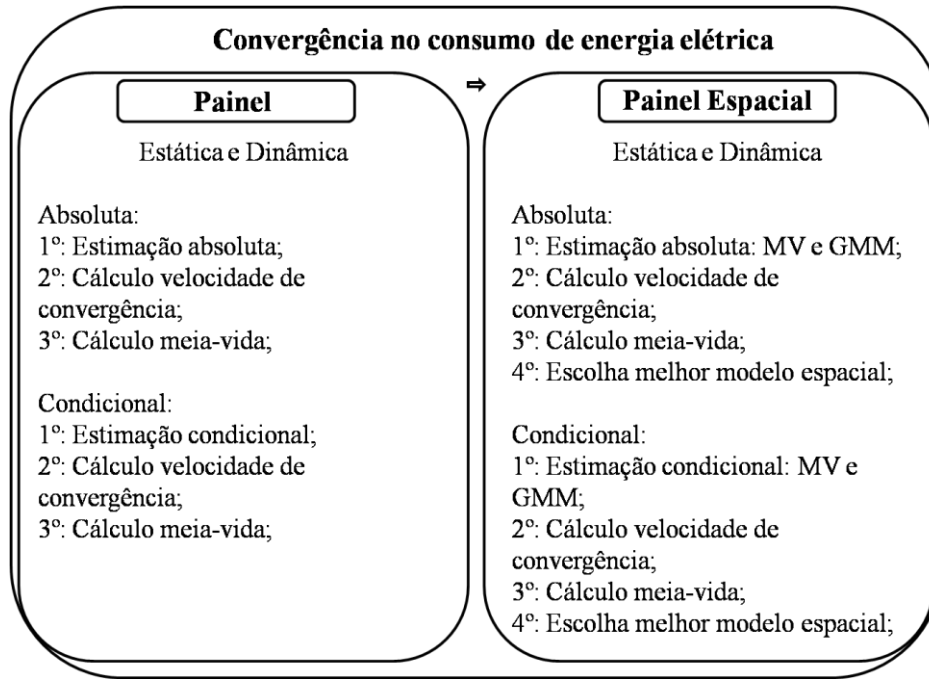 Convergência no consumo de energia elétrica
⇨
Painel
Estática e Dinâmica
Absoluta:
1º: Estimação absoluta;
2º: Cálculo velocidade de
convergência;
3º: Cálculo meia-vida;
Condicional:
1º: Estimação condicional;
2º: Cálculo velocidade de
convergência;
3º: Cálculo meia-vida;
Painel Espacial
Estática e Dinâmica
Absoluta:
1º: Estimação absoluta: MV e GMM;
2º: Cálculo velocidade de
convergência;
3º: Cálculo meia-vida;
4º: Escolha melhor modelo espacial;
Condicional:
1º: Estimação condicional: MV e
GMM;
2º: Cálculo velocidade de
convergência;
3º: Cálculo meia-vida;
4º: Escolha melhor modelo espacial;